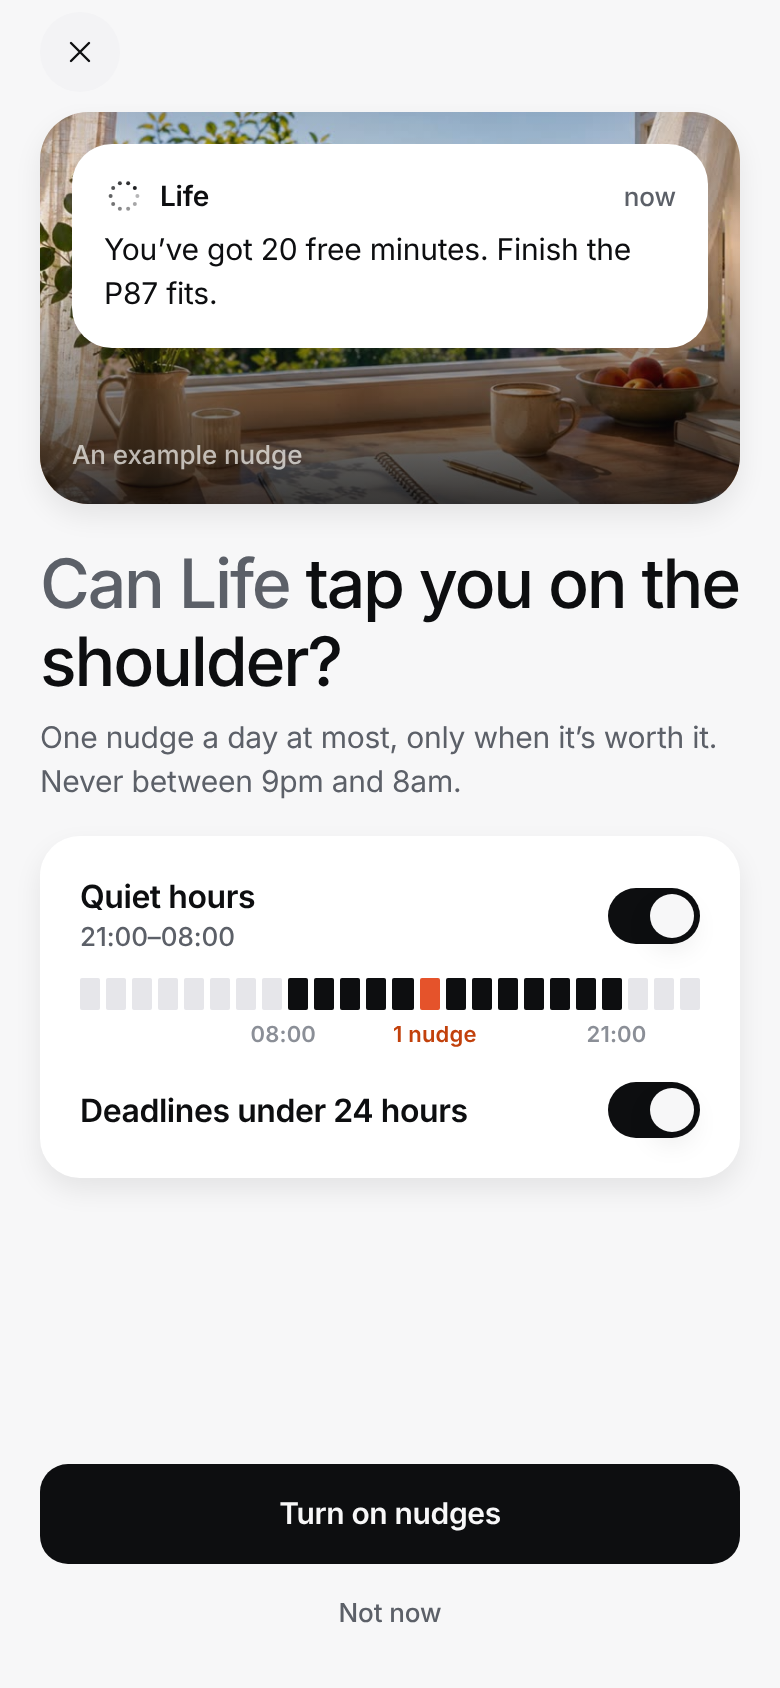 Life
now
You’ve got 20 free minutes. Finish the
P87 fits.
An example nudge
Can Life tap you on the
shoulder?
One nudge a day at most, only when it’s worth it.
Never between 9pm and 8am.
Quiet hours
21:00–08:00
08:00
1 nudge
21:00
Deadlines under 24 hours
Turn on nudges
Not now